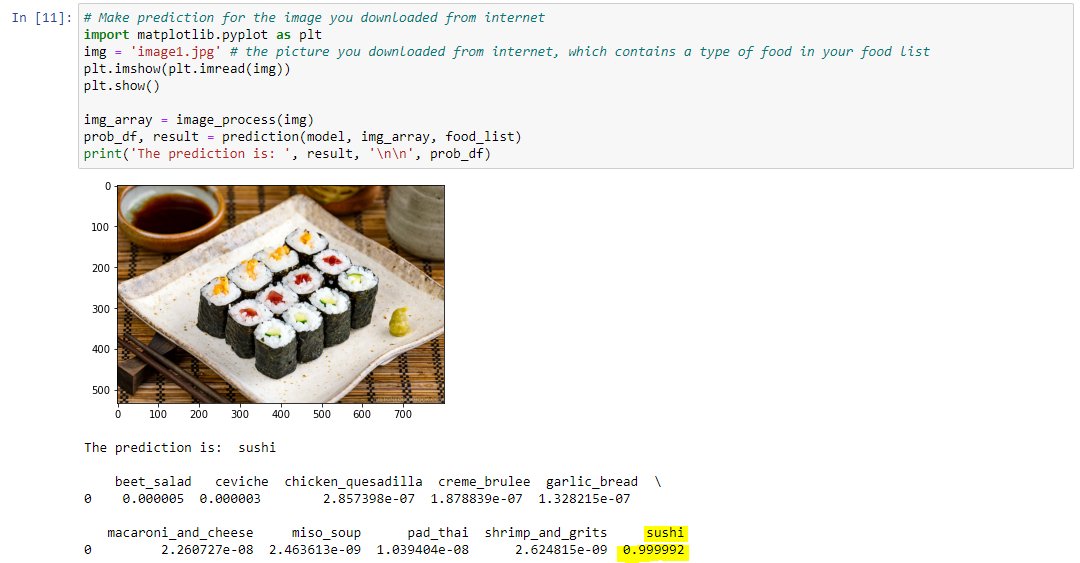 In [11]: # Make prediction for the image you downloaded from internet
import matplotlib.pyplot as plt
img = 'image1.jpg' # the picture you downloaded from internet, which contains a type of food in your food list
plt.imshow(plt.imread(img))
plt.show()
img_array = image_process(img)
prob_df, result = prediction(model, img_array, food_list)
print('The prediction is: ', result, '\n\n', prob_df)
0
100
200
300
400
500
0 100 200 300 400 500 600 700
The prediction is:  sushi
beet_salad ceviche chicken_quesadilla creme_brulee garlic_bread \
0 0.000005 0.000003 2.857398e-07 1.878839e-07 1.328215e-07
macaroni_and_cheese miso_soup pad_thai shrimp_and_grits sushi
0 2.260727e-08 2.463613e-09 1.039404e-08 2.624815e-09 0.999992